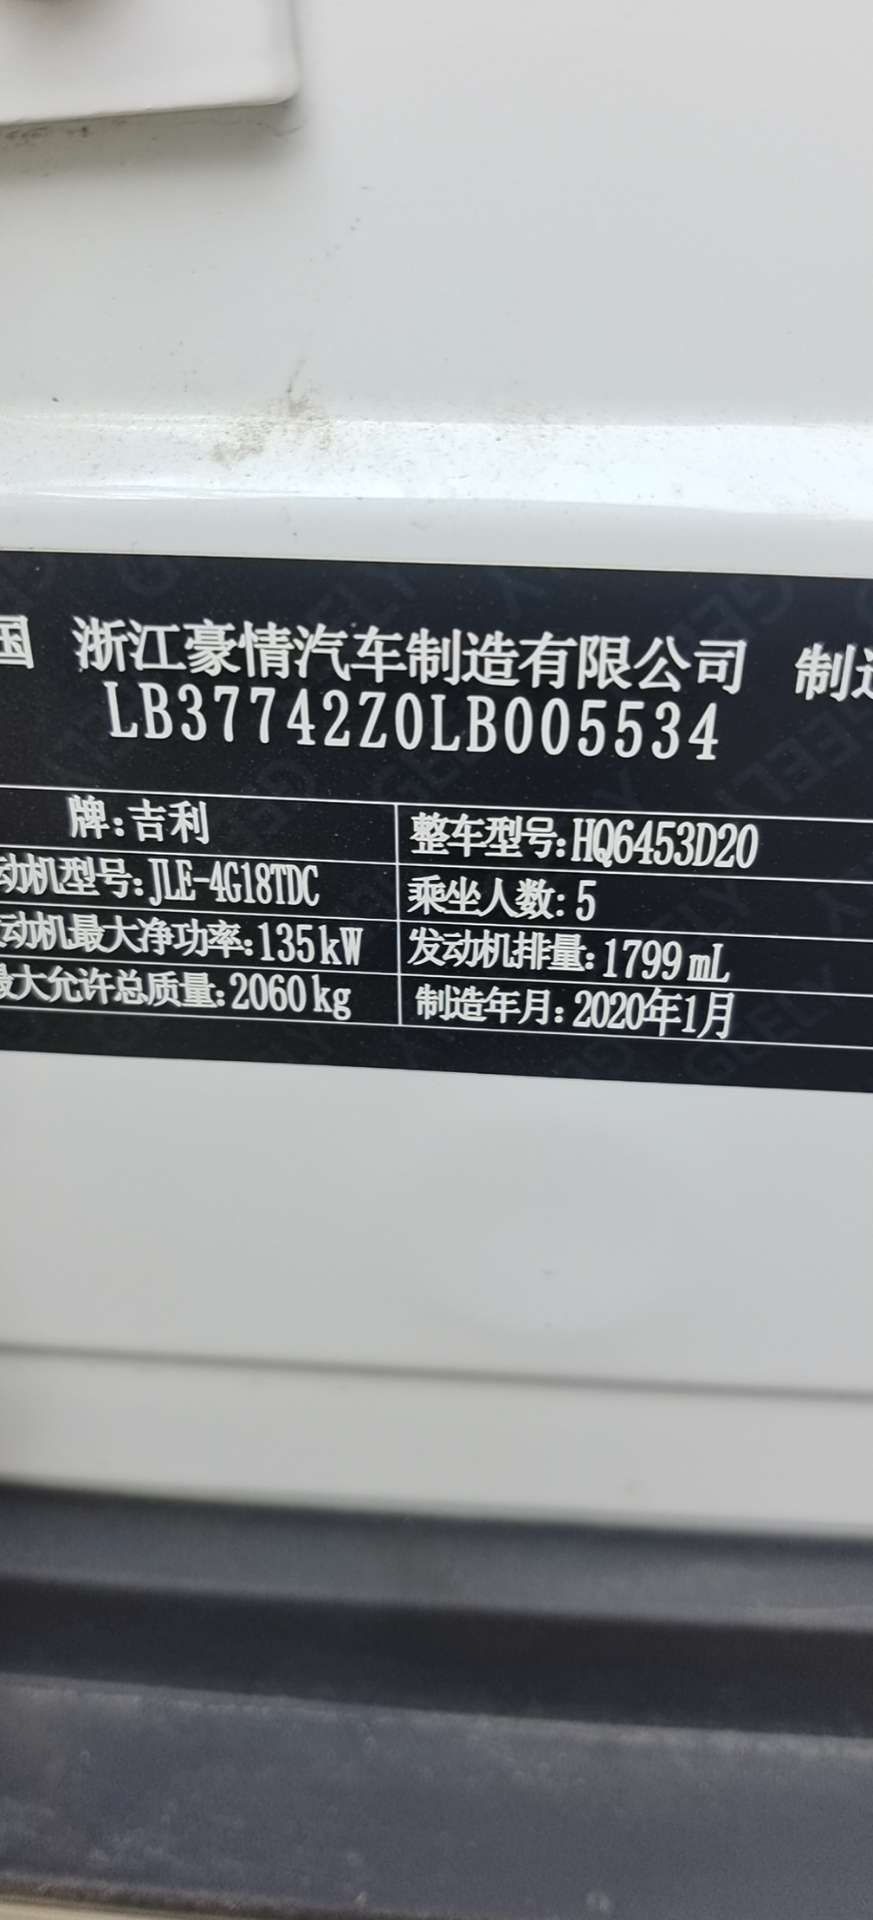 国 浙江豪情汽车制造有限公司 制造
LB37742Z0LB005534
牌:吉利 整车型号:HQ6453D20
动机型号:JLE-4G18TDC 乘坐人数:5
动机最大净功率:135kW 发动机排量:1799mL
最大允许总质量:2060kg 制造年月:2020年1月